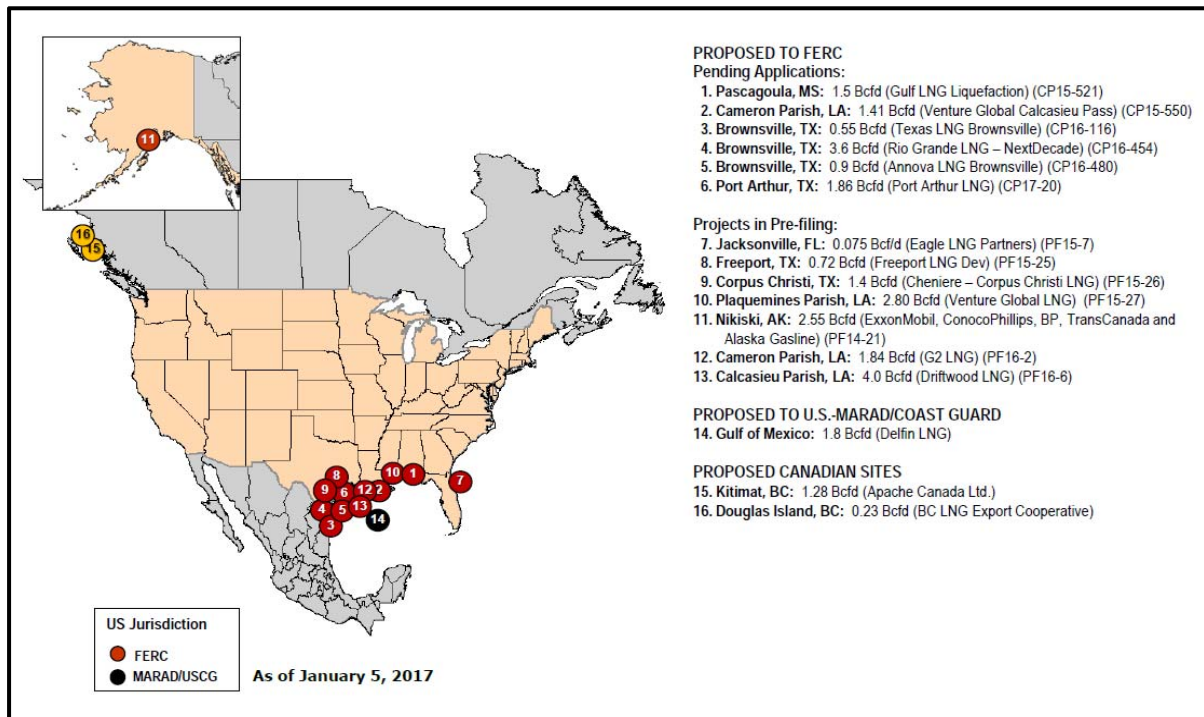 PROPOSED TO FERC
Pending Applications:
1. Pascagoula, MS: 1.5 Bcfd (Gulf LNG Liquefaction) (CP15-521)
2. Cameron Parish, LA: 1.41 Bcfd (Venture Global Calcasieu Pass) (CP15-550)
3. Brownsville, TX: 0.55 Bcfd (Texas LNG Brownsville) (CP16-116)
4. Brownsville, TX: 3.6 Bcfd (Rio Grande LNG – NextDecade) (CP16-454)
5. Brownsville, TX: 0.9 Bcfd (Annova LNG Brownsville) (CP16-480)
6. Port Arthur, TX: 1.86 Bcfd (Port Arthur LNG) (CP17-20)
Projects in Pre-filing:
7. Jacksonville, FL: 0.075 Bcf/d (Eagle LNG Partners) (PF15-7)
8. Freeport, TX: 0.72 Bcfd (Freeport LNG Dev) (PF15-25)
9. Corpus Christi, TX: 1.4 Bcfd (Cheniere – Corpus Christi LNG) (PF15-26)
10. Plaquemines Parish, LA: 2.80 Bcfd (Venture Global LNG) (PF15-27)
11. Nikiski, AK: 2.55 Bcfd (ExxonMobil, ConocoPhillips, BP, TransCanada and
Alaska Gasline) (PF14-21)
12. Cameron Parish, LA: 1.84 Bcfd (G2 LNG) (PF16-2)
13. Calcasieu Parish, LA: 4.0 Bcfd (Driftwood LNG) (PF16-6)
PROPOSED TO U.S.-MARAD/COAST GUARD
14. Gulf of Mexico: 1.8 Bcfd (Delfin LNG)
PROPOSED CANADIAN SITES
15. Kitimat, BC: 1.28 Bcfd (Apache Canada Ltd.)
16. Douglas Island, BC: 0.23 Bcfd (BC LNG Export Cooperative)
11
16
15
10
1
8
7
9
6
12
2
4
5
13
14
3
US Jurisdiction
FERC
MARAD/USCG
As of January 5, 2017